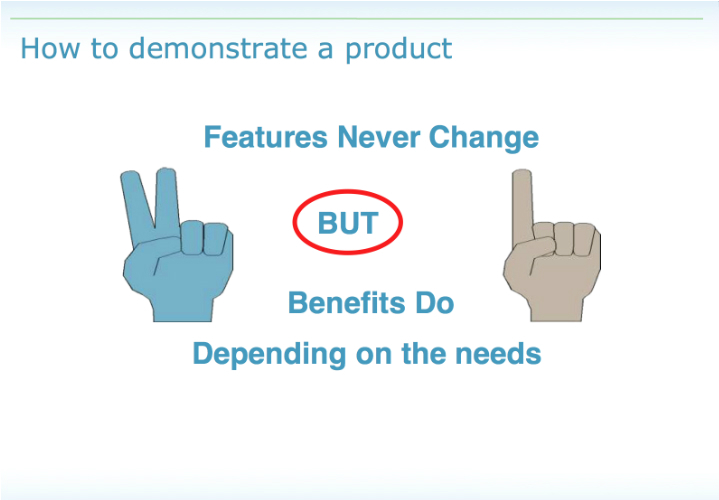 How to demonstrate a product
Features Never Change
BUT
Benefits Do
Depending on the needs